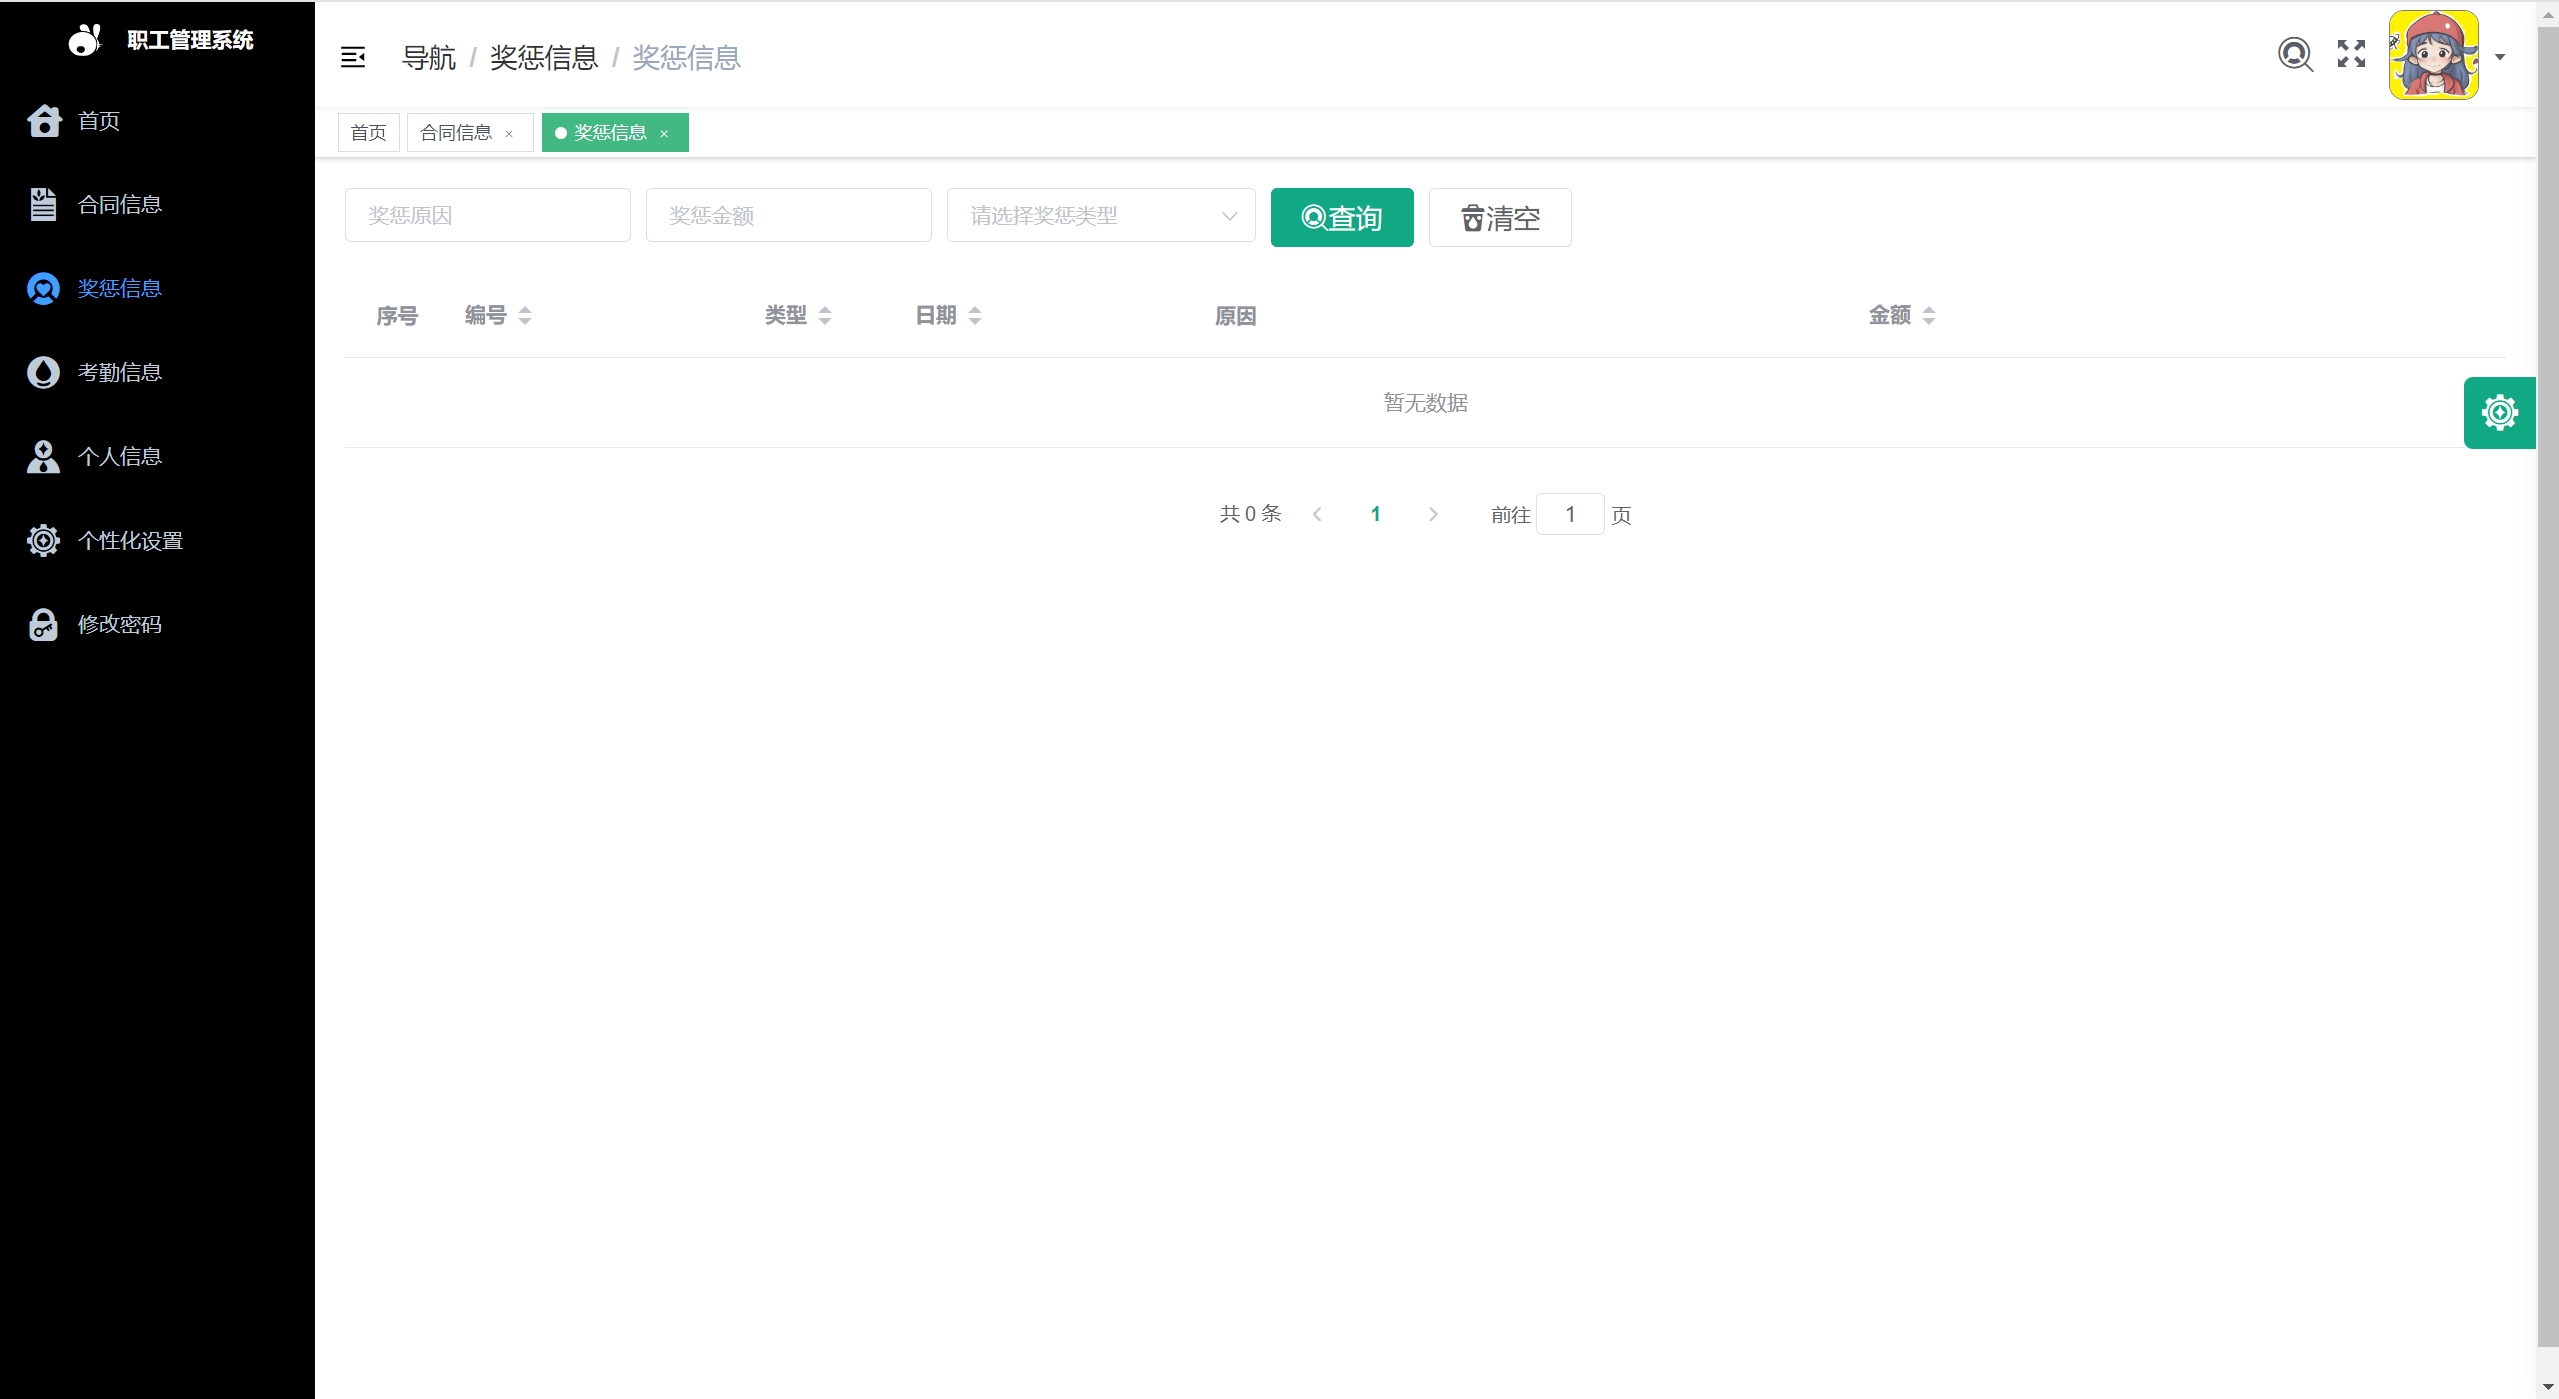 职工管理系统
首页
合同信息
奖惩信息
考勤信息
个人信息
个性化设置
修改密码
导航 / 奖惩信息 / 奖惩信息
首页 合同信息 × 奖惩信息 ×
奖惩原因 奖惩金额 请选择奖惩类型 查询 清空
序号 编号 类型 日期 原因 金额
暂无数据
共 0 条 1 前往 1 页